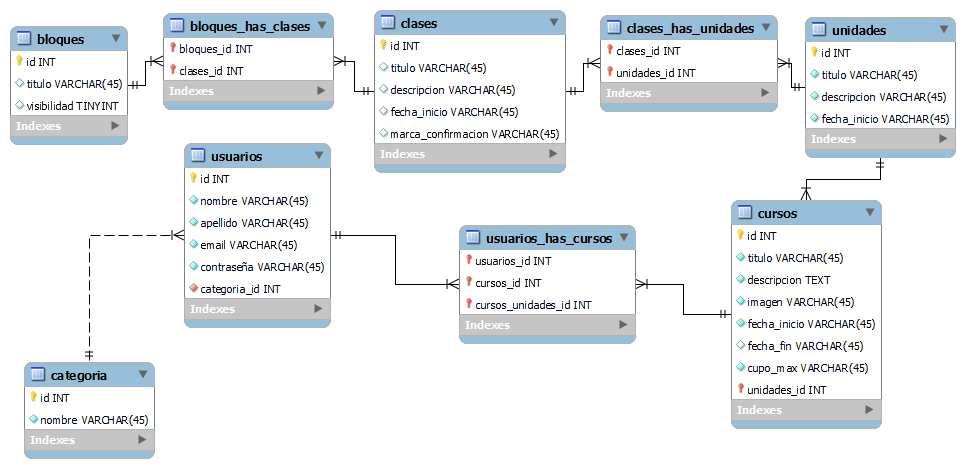 bloques
id INT
titulo VARCHAR(45)
visibilidad TINYINT
Indexes
bloques_has_clases
bloques_id INT
clases_id INT
Indexes
clases
id INT
titulo VARCHAR(45)
descripcion VARCHAR(45)
fecha_inicio VARCHAR(45)
marca_confirmacion VARCHAR(45)
Indexes
clases_has_unidades
clases_id INT
unidades_id INT
Indexes
unidades
id INT
titulo VARCHAR(45)
descripcion VARCHAR(45)
fecha_inicio VARCHAR(45)
Indexes
usuarios
id INT
nombre VARCHAR(45)
apellido VARCHAR(45)
email VARCHAR(45)
contraseña VARCHAR(45)
categoria_id INT
Indexes
usuarios_has_cursos
usuarios_id INT
cursos_id INT
cursos_unidades_id INT
Indexes
cursos
id INT
titulo VARCHAR(45)
descripcion TEXT
imagen VARCHAR(45)
fecha_inicio VARCHAR(45)
fecha_fin VARCHAR(45)
cupo_max VARCHAR(45)
unidades_id INT
Indexes
categoria
id INT
nombre VARCHAR(45)
Indexes